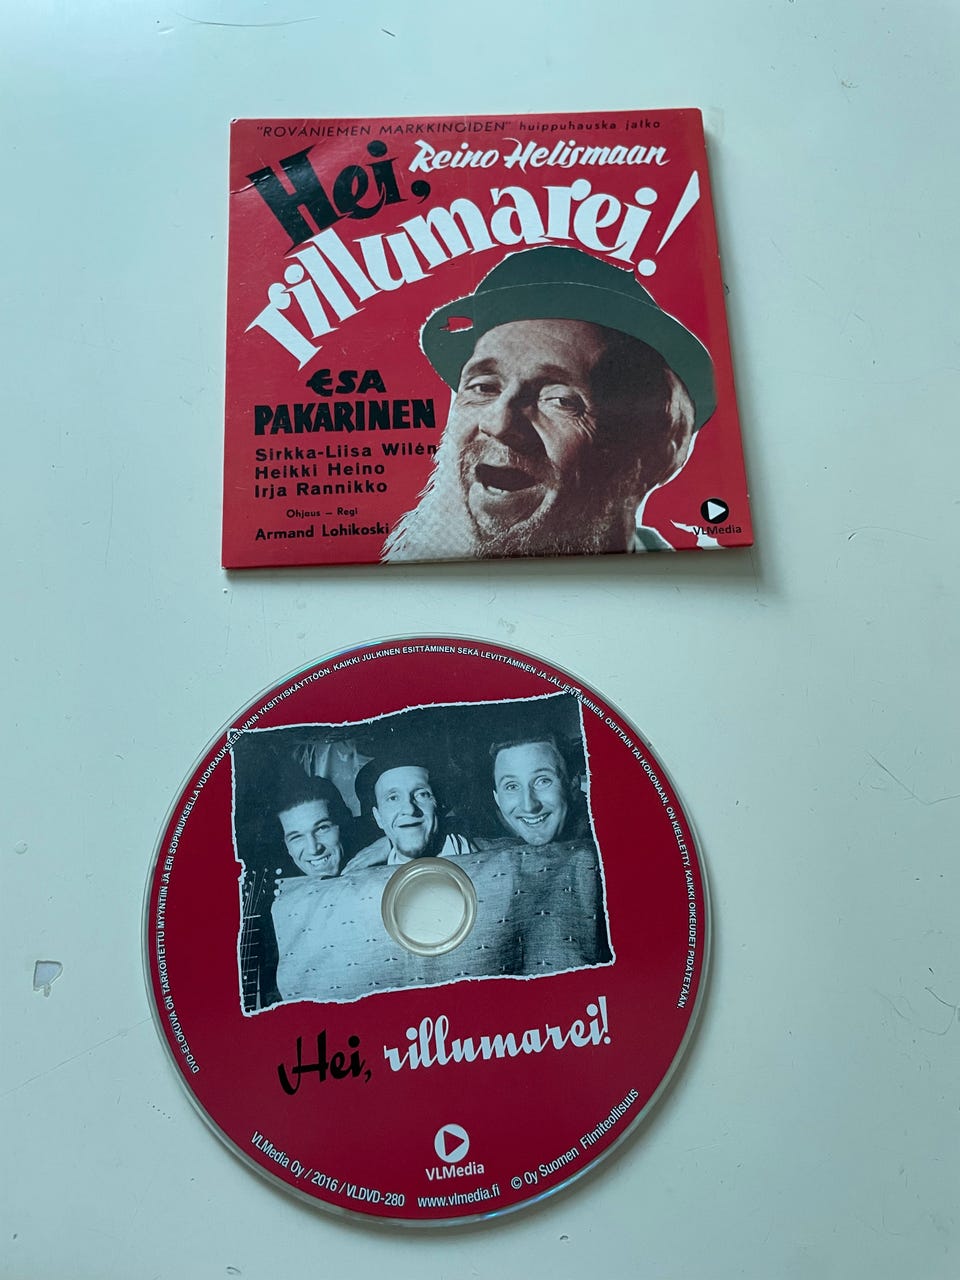 "ROVANIEMEN MARKKINOIDEN" huippuhauska jatko
Reino Helismaan
Hei,
rillumarei!
ESA
PAKARINEN
Sirkka-Liisa Wilén
Heikki Heino
Irja Rannikko
Ohjaus – Regi
Armand Lohikoski
VLMedia
DVD-ELOKUVA ON TARKOITETTU MYYNTIIN JA ERI SOPIMUKSELLA VUOKRAUKSEEN VAIN YKSITYISKÄYTTÖÖN. KAIKKI JULKINEN ESITTÄMINEN SEKÄ LEVITTÄMINEN JA JÄLJENTÄMINEN, OSITTAIN TAI KOKONAAN, ON KIELLETTY. KAIKKI OIKEUDET PIDÄTETÄÄN.
Hei, rillumarei!
VLMedia
VLMedia Oy / 2016 / VLDVD-280 www.vlmedia.fi © Oy Suomen Filmiteollisuus